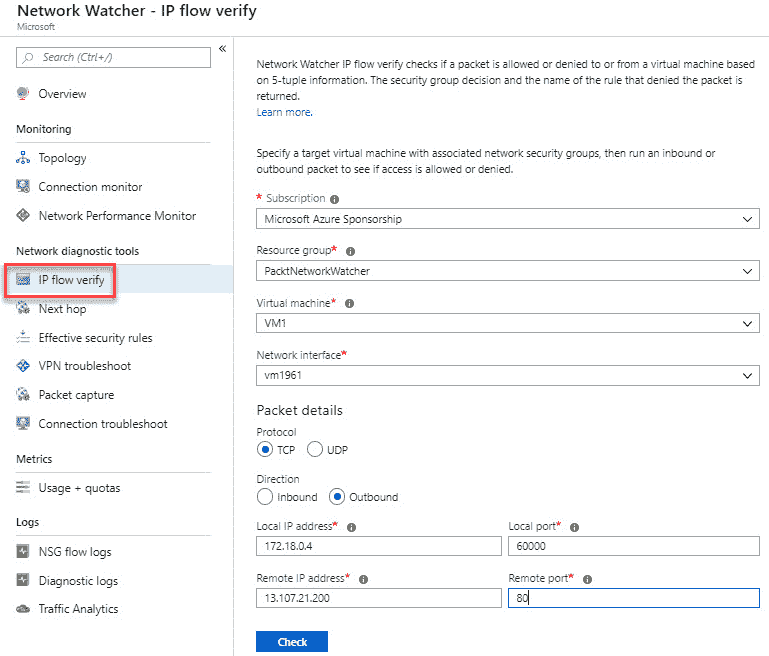 Network Watcher - IP flow verify
Microsoft
Search (Ctrl+/)
«
Overview
Monitoring
Topology
Connection monitor
Network Performance Monitor
Network diagnostic tools
IP flow verify
Next hop
Effective security rules
VPN troubleshoot
Packet capture
Connection troubleshoot
Metrics
Usage + quotas
Logs
NSG flow logs
Diagnostic logs
Traffic Analytics
Network Watcher IP flow verify checks if a packet is allowed or denied to or from a virtual machine based
on 5-tuple information. The security group decision and the name of the rule that denied the packet is
returned.
Learn more.
Specify a target virtual machine with associated network security groups, then run an inbound or
outbound packet to see if access is allowed or denied.
* Subscription
Microsoft Azure Sponsorship
Resource group*
PacktNetworkWatcher
Virtual machine*
VM1
Network interface*
vm1961
Packet details
Protocol
TCP UDP
Direction
Inbound Outbound
Local IP address* Local port*
172.18.0.4 60000
Remote IP address* Remote port*
13.107.21.200 80
Check